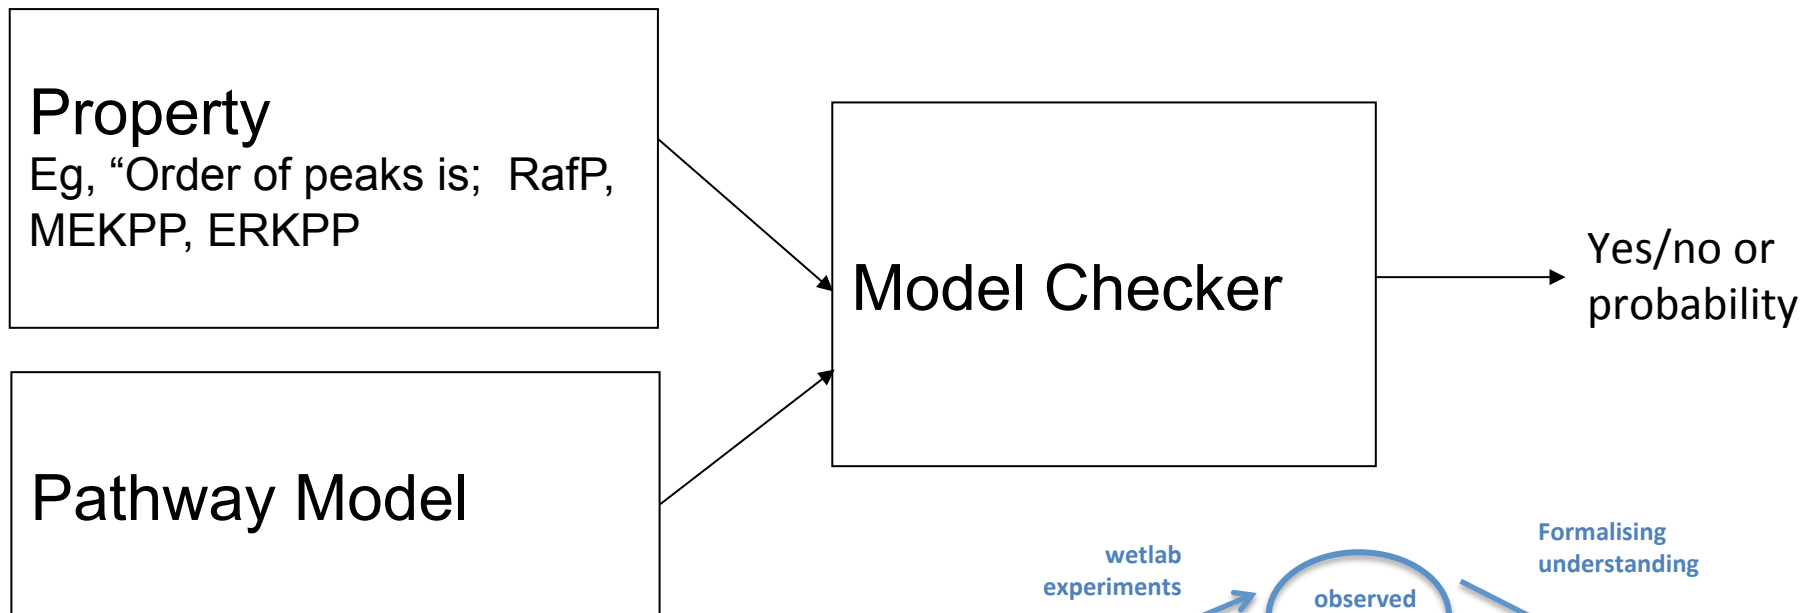 Property
Eg, “Order of peaks is;  RafP,
MEKPP, ERKPP
Model Checker
Yes/no or
probability
Pathway Model
wetlab
experiments
observed
Formalising
understanding